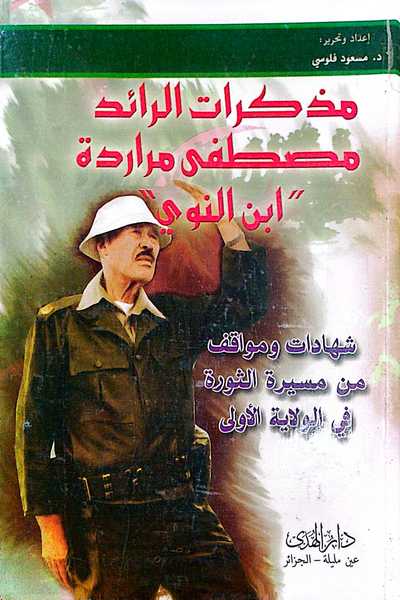 إعداد وتحرير:
د. مسعود فلوسي
مذكرات الرائد
مصطفى مراردة
"ابن النوي"
شهادات ومواقف
من مسيرة الثورة
في الولاية الأولى
دار الهدى
عين مليلة - الجزائر